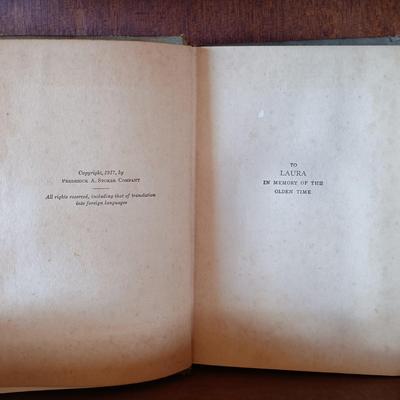 Copyright, 1917, by
Frederick A. Stokes Company
All rights reserved, including that of translation
into foreign languages
TO
LAURA
IN MEMORY OF THE
OLDEN TIME